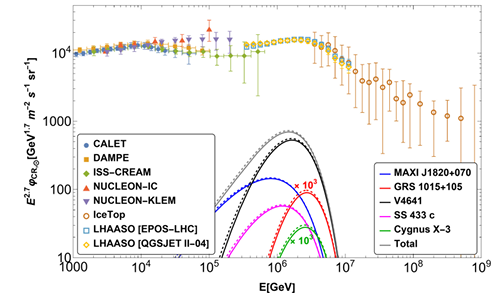 E^2.7 φ_CR,⊙[GeV^1.7 m^-2 s^-1 sr^-1]
10^4
1000
100
10
CALET
DAMPE
ISS-CREAM
NUCLEON-IC
NUCLEON-KLEM
IceTop
LHAASO [EPOS-LHC]
LHAASO [QGSJET II-04]
× 10^3
MAXI J1820+070
GRS 1015+105
V4641
SS 433 c
Cygnus X-3
Total
1000 10^4 10^5 10^6 10^7 10^8 10^9
E[GeV]